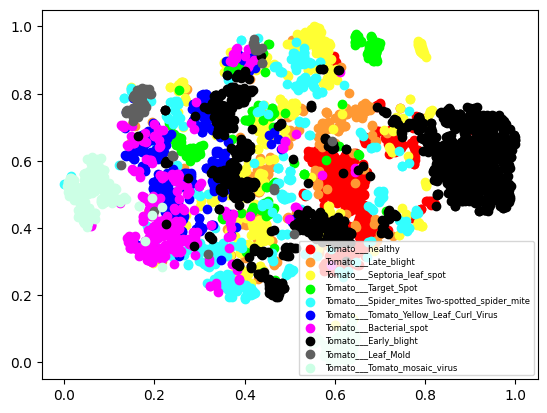 1.0
0.8
0.6
0.4
0.2
0.0
0.0 0.2 0.4 0.6 0.8 1.0
Tomato___healthy
Tomato___Late_blight
Tomato___Septoria_leaf_spot
Tomato___Target_Spot
Tomato___Spider_mites Two-spotted_spider_mite
Tomato___Tomato_Yellow_Leaf_Curl_Virus
Tomato___Bacterial_spot
Tomato___Early_blight
Tomato___Leaf_Mold
Tomato___Tomato_mosaic_virus